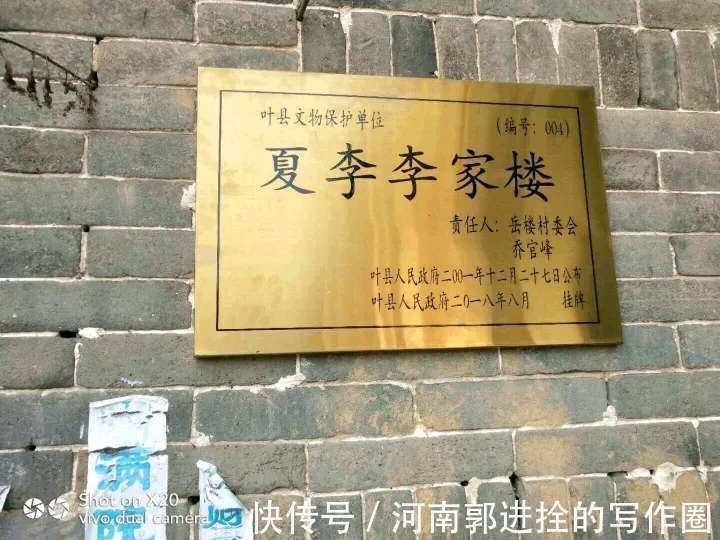 叶县文物保护单位 （编号：004）
夏李李家楼
责任人：岳楼村委会
乔官峰
叶县人民政府二00一年十二月二十七日公布
叶县人民政府二0一八年八月 挂牌
满
Shot on X20
vivo dual camera
快传号 / 河南郭进拴的写作圈